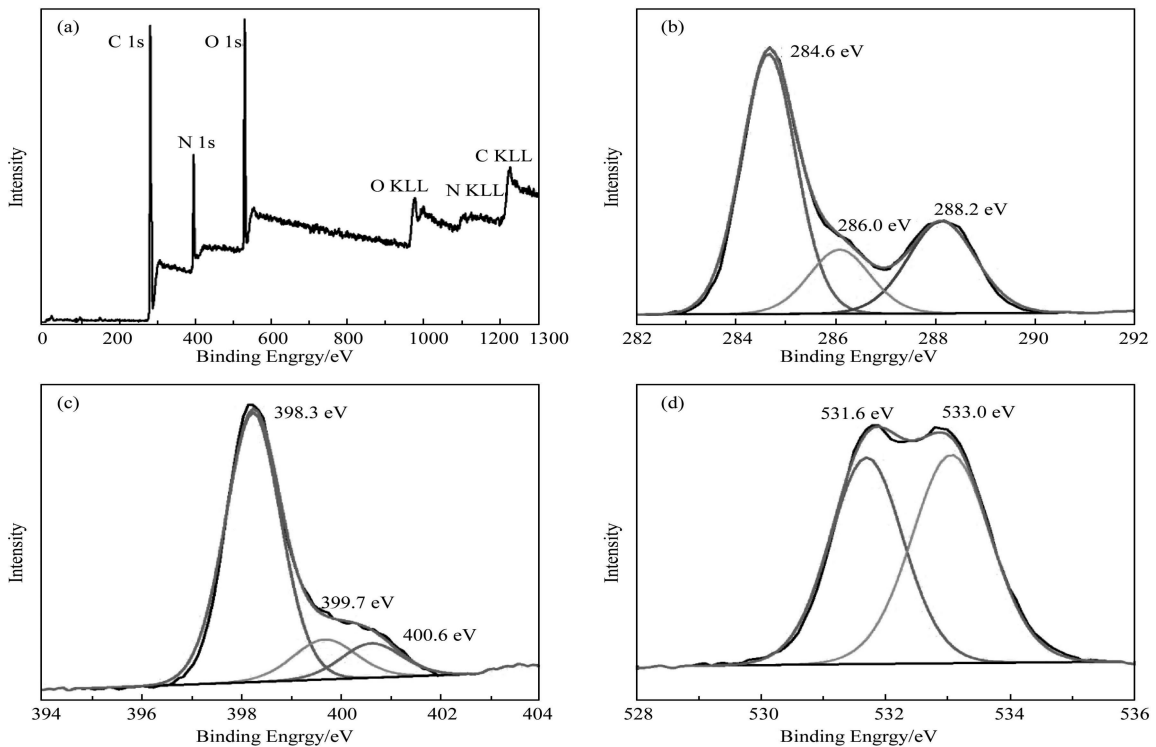 (a)
C 1s
O 1s
N 1s
O KLL
N KLL
C KLL
Intensity
0 200 400 600 800 1000 1200 1300
Binding Engrgy/eV
(b)
284.6 eV
286.0 eV
288.2 eV
Intensity
282 284 286 288 290 292
Binding Engrgy/eV
(c)
398.3 eV
399.7 eV
400.6 eV
Intensity
394 396 398 400 402 404
Binding Engrgy/eV
(d)
531.6 eV
533.0 eV
Intensity
528 530 532 534 536
Binding Engrgy/eV